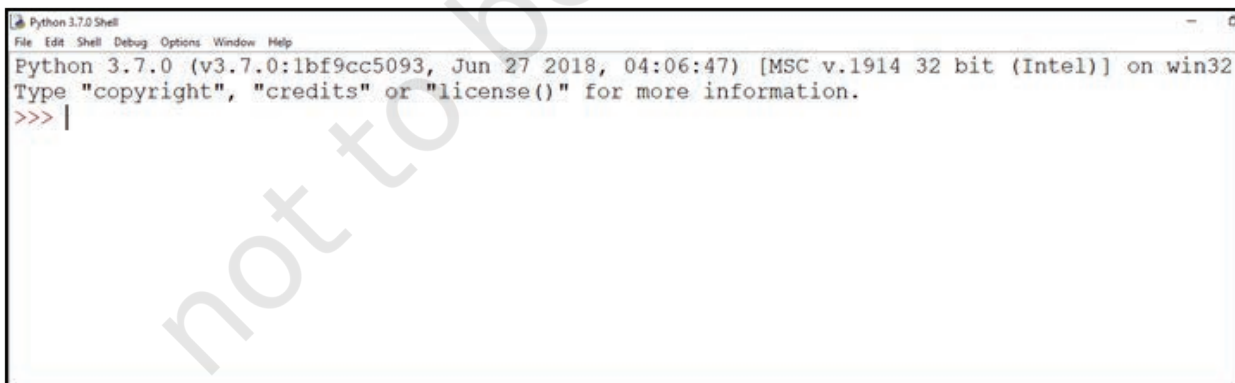 Python 3.7.0 Shell
File Edit Shell Debug Options Window Help
Python 3.7.0 (v3.7.0:1bf9cc5093, Jun 27 2018, 04:06:47) [MSC v.1914 32 bit (Intel)] on win32
Type "copyright", "credits" or "license()" for more information.
>>>
not to b